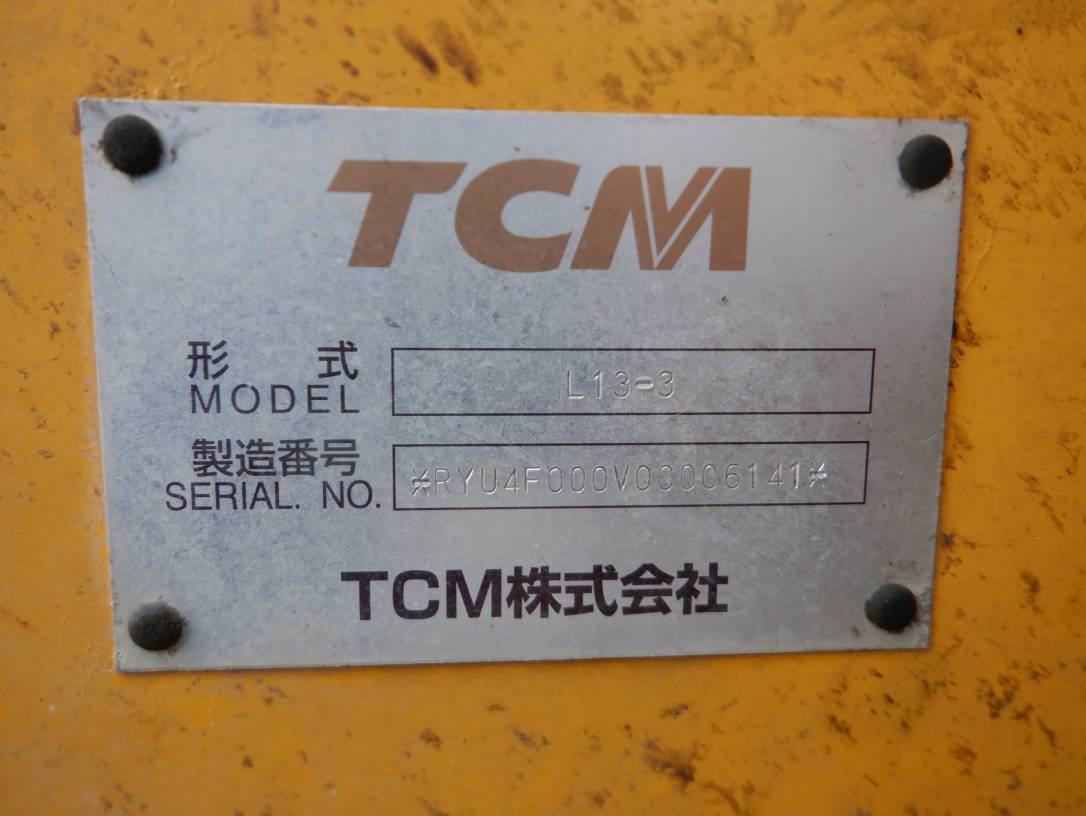 TCM
形式 L13-3
MODEL
製造番号 *RYU4F000V00006141*
SERIAL. NO.
TCM株式会社